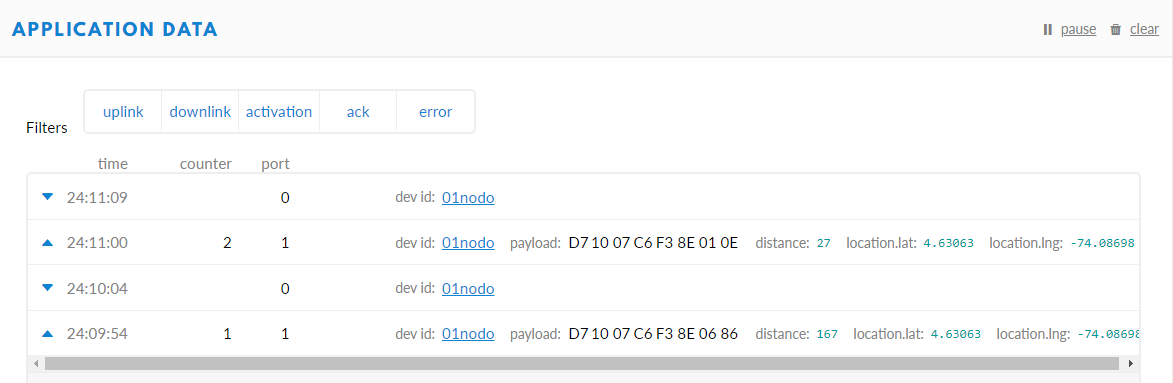 APPLICATION DATA pause clear
Filters uplink downlink activation ack error
time counter port
24:11:09 0 dev id: 01nodo
24:11:00 2 1 dev id: 01nodo payload: D7 10 07 C6 F3 8E 01 0E distance: 27 location.lat: 4.63063 location.lng: -74.08698
24:10:04 0 dev id: 01nodo
24:09:54 1 1 dev id: 01nodo payload: D7 10 07 C6 F3 8E 06 86 distance: 167 location.lat: 4.63063 location.lng: -74.08698